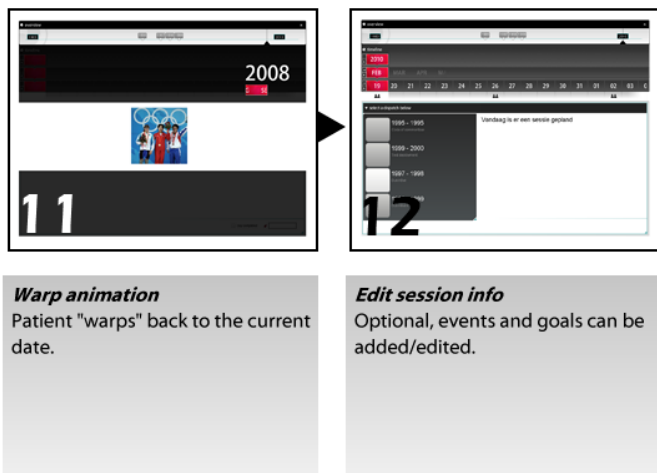 2008
11
2010
FEB
19 20 21 22 23 24 25 26 27 28 29 30 31 01 02 03
1995 - 1995
1999 - 2000
1997 - 1998
Vandaag is er een sessie gepland
12
Warp animation
Patient "warps" back to the current
date.
Edit session info
Optional, events and goals can be
added/edited.